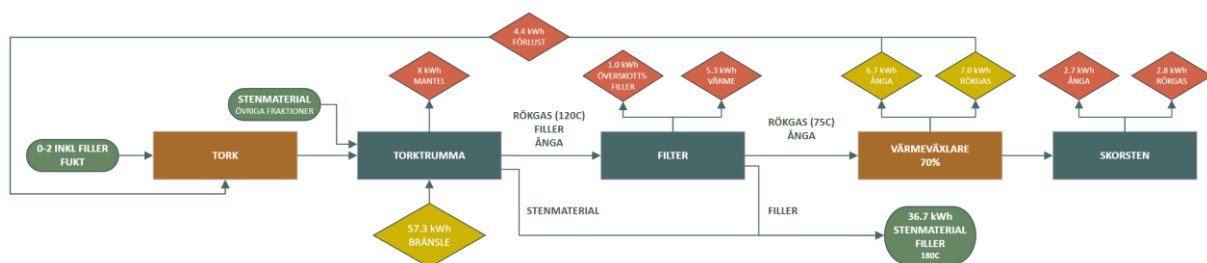 4.4 kWh
FÖRLUST
X kWh
MANTEL
1.0 kWh
ÖVERSKOTTS-
FILLER
5.3 kWh
VÄRME
6.7 kWh
ÅNGA
7.0 kWh
RÖKGAS
2.7 kWh
ÅNGA
2.8 kWh
RÖKGAS
STENMATERIAL
ÖVRIGA FRAKTIONER
RÖKGAS (120C)
FILLER
ÅNGA
RÖKGAS (75C)
ÅNGA
0-2 INKL FILLER
FUKT
TORK
TORKTRUMMA
FILTER
VÄRMEVÄXLARE
70%
SKORSTEN
STENMATERIAL
FILLER
57.3 kWh
BRÄNSLE
36.7 kWh
STENMATERIAL
FILLER
180C